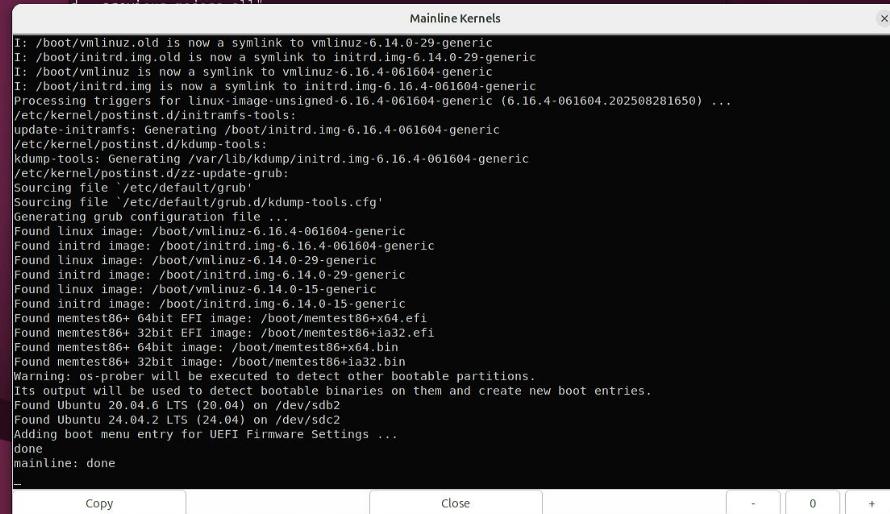 Mainline Kernels
I: /boot/vmlinuz.old is now a symlink to vmlinuz-6.14.0-29-generic
I: /boot/initrd.img.old is now a symlink to initrd.img-6.14.0-29-generic
I: /boot/vmlinuz is now a symlink to vmlinuz-6.16.4-061604-generic
I: /boot/initrd.img is now a symlink to initrd.img-6.16.4-061604-generic
Processing triggers for linux-image-unsigned-6.16.4-061604-generic (6.16.4-061604.202508281650) ...
/etc/kernel/postinst.d/initramfs-tools:
update-initramfs: Generating /boot/initrd.img-6.16.4-061604-generic
/etc/kernel/postinst.d/kdump-tools:
kdump-tools: Generating /var/lib/kdump/initrd.img-6.16.4-061604-generic
/etc/kernel/postinst.d/zz-update-grub:
Sourcing file `/etc/default/grub'
Sourcing file `/etc/default/grub.d/kdump-tools.cfg'
Generating grub configuration file ...
Found linux image: /boot/vmlinuz-6.16.4-061604-generic
Found initrd image: /boot/initrd.img-6.16.4-061604-generic
Found linux image: /boot/vmlinuz-6.14.0-29-generic
Found initrd image: /boot/initrd.img-6.14.0-29-generic
Found linux image: /boot/vmlinuz-6.14.0-15-generic
Found initrd image: /boot/initrd.img-6.14.0-15-generic
Found memtest86+ 64bit EFI image: /boot/memtest86+x64.efi
Found memtest86+ 32bit EFI image: /boot/memtest86+ia32.efi
Found memtest86+ 64bit image: /boot/memtest86+x64.bin
Found memtest86+ 32bit image: /boot/memtest86+ia32.bin
Warning: os-prober will be executed to detect other bootable partitions.
Its output will be used to detect bootable binaries on them and create new boot entries.
Found Ubuntu 20.04.6 LTS (20.04) on /dev/sdb2
Found Ubuntu 24.04.2 LTS (24.04) on /dev/sdc2
Adding boot menu entry for UEFI Firmware Settings ...
done
mainline: done
_
Copy Close - 0 +